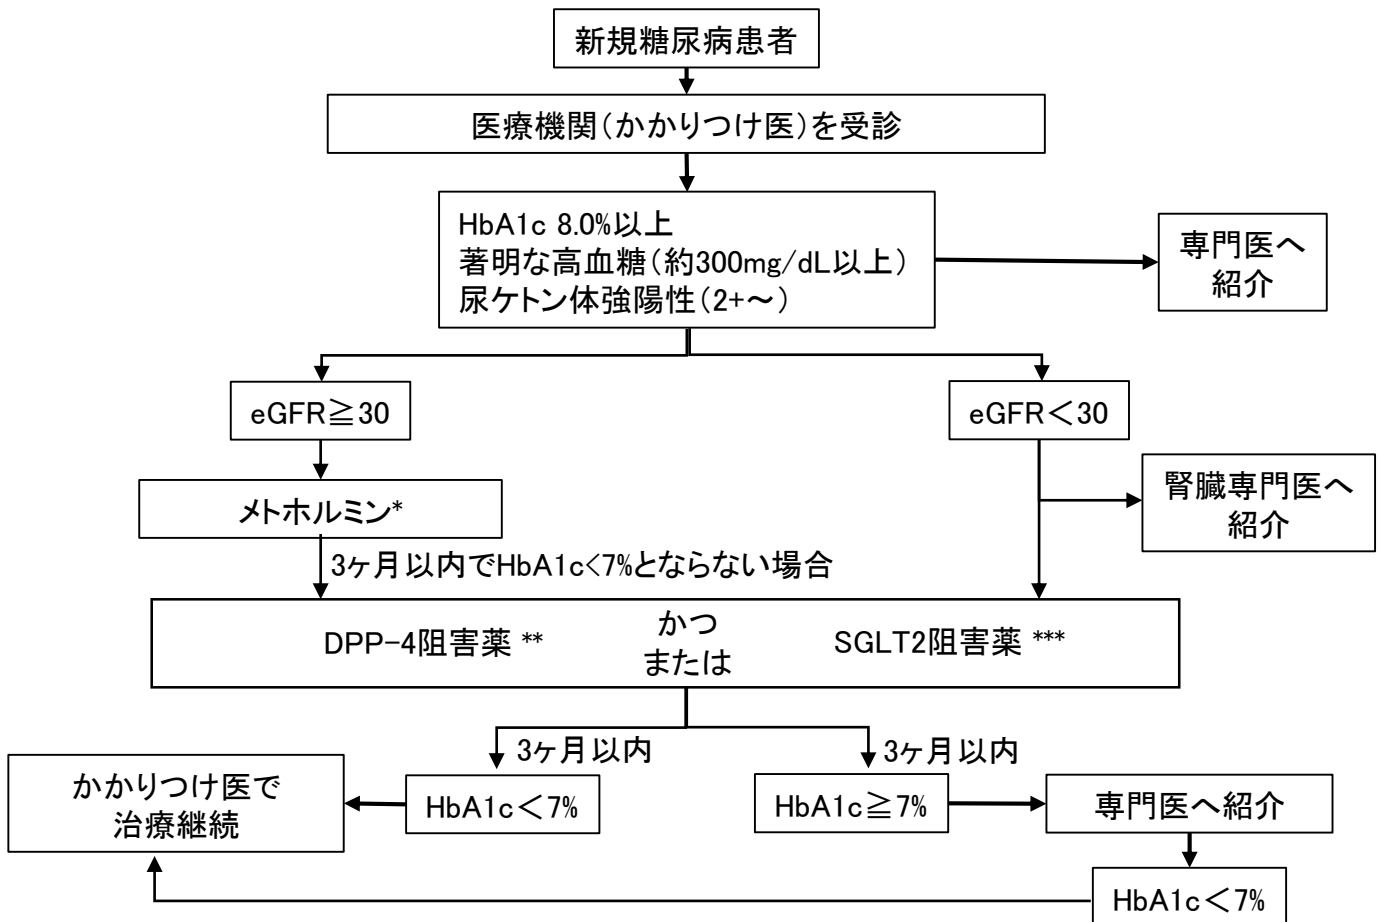 新規糖尿病患者
医療機関（かかりつけ医）を受診
HbA1c 8.0%以上
著明な高血糖（約300mg/dL以上）
尿ケトン体強陽性（2+～）
専門医へ
紹介
eGFR≧30
eGFR＜30
メトホルミン*
腎臓専門医へ
紹介
3ヶ月以内でHbA1c<7%とならない場合
DPP-4阻害薬 **
かつ
または
SGLT2阻害薬 ***
3ヶ月以内
3ヶ月以内
かかりつけ医で
治療継続
HbA1c＜7%
HbA1c≧7%
専門医へ紹介
HbA1c＜7%